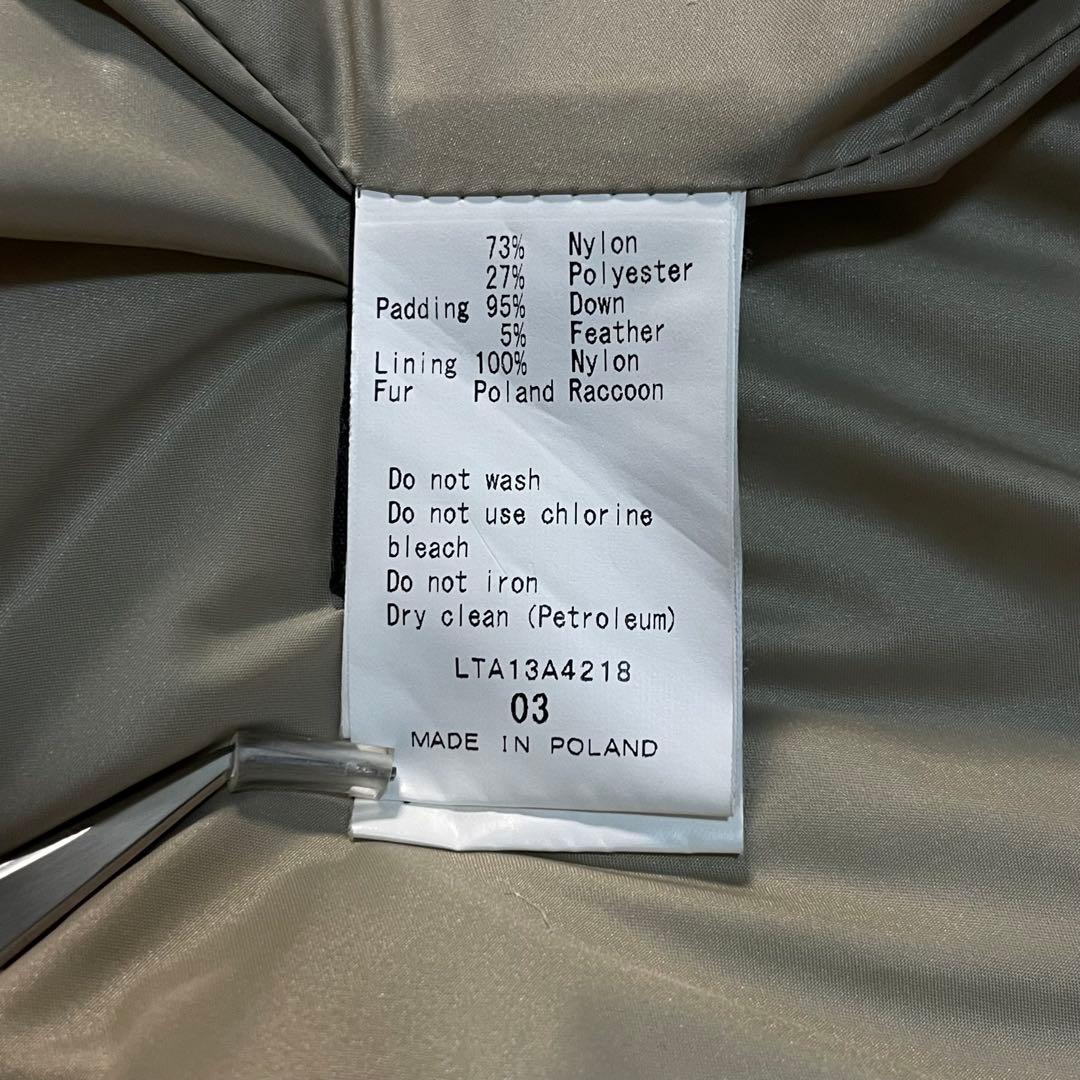 73% Nylon
27% Polyester
Padding 95% Down
5% Feather
Lining 100% Nylon
Fur Poland Raccoon
Do not wash
Do not use chlorine
bleach
Do not iron
Dry clean (Petroleum)
LTA13A4218
03
MADE IN POLAND